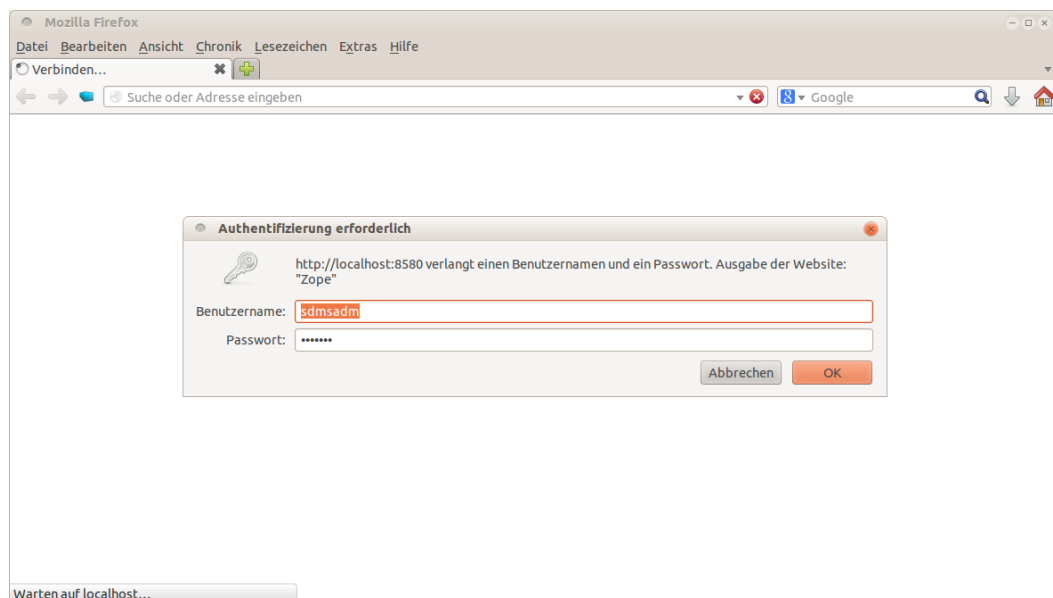 Mozilla Firefox
Datei Bearbeiten Ansicht Chronik Lesezeichen Extras Hilfe
Verbinden...
Suche oder Adresse eingeben
8 Google
Authentifizierung erforderlich
http://localhost:8580 verlangt einen Benutzernamen und ein Passwort. Ausgabe der Website:
"Zope"
Benutzername: sdmsadm
Passwort: •••••••
Abbrechen OK
Warten auf localhost...